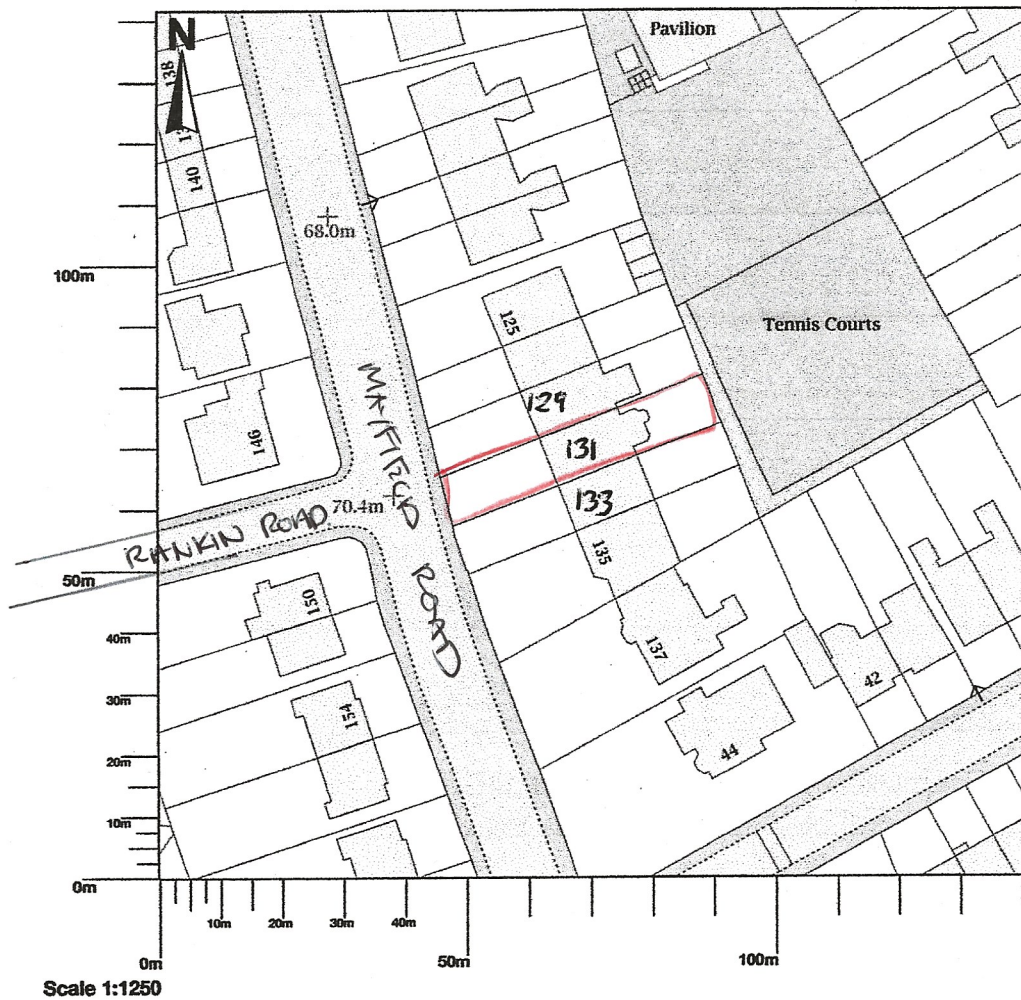 Pavilion
N
138
140
68.0m
100m
125
Tennis Courts
129
131
146
133
MAYFIELD ROAD
70.4m
RANKIN ROAD
135
50m
150
40m
137
42
30m
154
44
20m
10m
0m
10m
20m
30m
40m
0m
50m
100m
Scale 1:1250